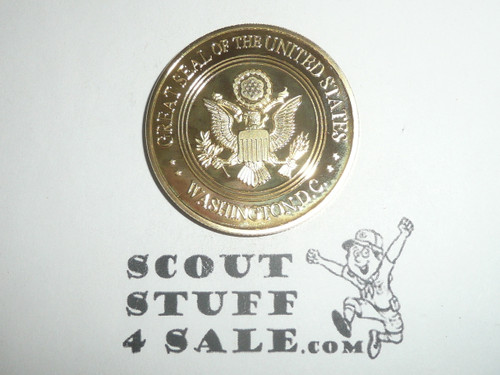 GREAT SEAL OF THE UNITED STATES
WASHINGTON, D.C.
SCOUT
STUFF
4 SALE.COM